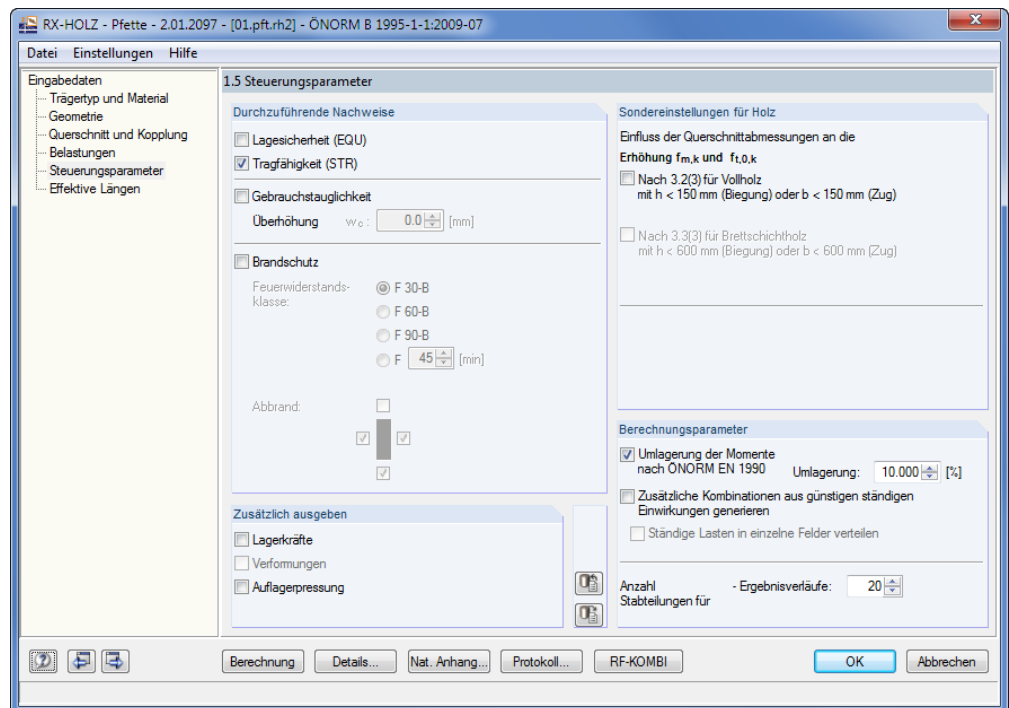 RX-HOLZ - Pfette - 2.01.2097 - [01.pft.rh2] - ÖNORM B 1995-1-1:2009-07
Datei Einstellungen Hilfe
Eingabedaten
Trägertyp und Material
Geometrie
Querschnitt und Kopplung
Belastungen
Steuerungsparameter
Effektive Längen
1.5 Steuerungsparameter
Durchzuführende Nachweise
Lagesicherheit (EQU)
Tragfähigkeit (STR)
Gebrauchstauglichkeit
Überhöhung wc : 0.0 [mm]
Brandschutz
Feuerwiderstands-
klasse:
F 30-B
F 60-B
F 90-B
F 45 [min]
Abbrand:
Zusätzlich ausgeben
Lagerkräfte
Verformungen
Auflagerpressung
Sondereinstellungen für Holz
Einfluss der Querschnittabmessungen an die
Erhöhung fm,k und ft,0,k
Nach 3.2(3) für Vollholz
mit h < 150 mm (Biegung) oder b < 150 mm (Zug)
Nach 3.3(3) für Brettschichtholz
mit h < 600 mm (Biegung) oder b < 600 mm (Zug)
Berechnungsparameter
Umlagerung der Momente
nach ÖNORM EN 1990 Umlagerung: 10.000 [%]
Zusätzliche Kombinationen aus günstigen ständigen
Einwirkungen generieren
Ständige Lasten in einzelne Felder verteilen
Anzahl - Ergebnisverläufe: 20
Stabteilungen für
Berechnung Details... Nat. Anhang... Protokoll... RF-KOMBI OK Abbrechen